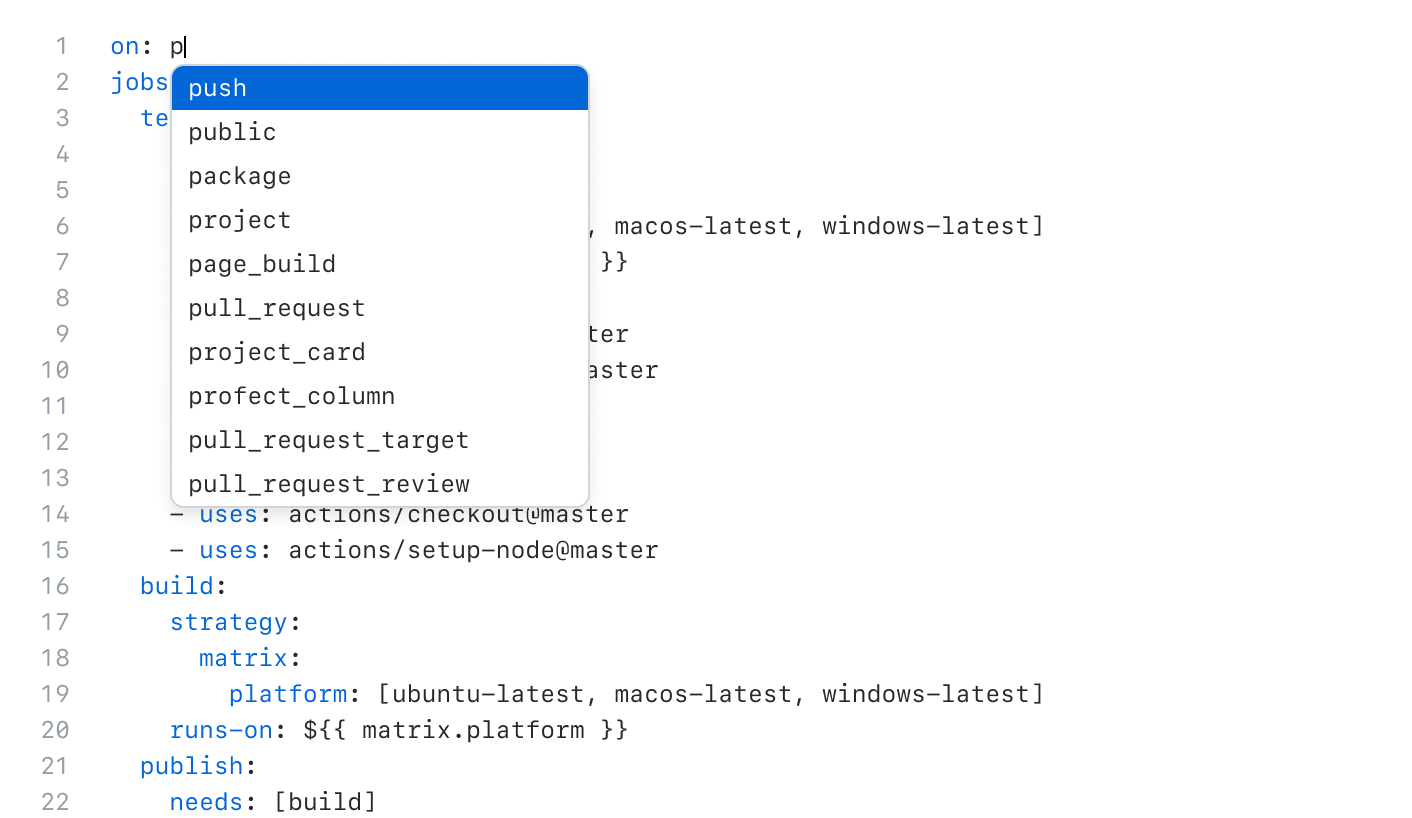 1 on: p
2 jobs
push
3 te
public
4
package
5
project
6 , macos-latest, windows-latest]
page_build
7 }}
8
pull_request
9 ter
project_card
10 aster
profect_column
11
12
pull_request_target
13
pull_request_review
14 - uses: actions/checkout@master
15 - uses: actions/setup-node@master
16 build:
17 strategy:
18 matrix:
19 platform: [ubuntu-latest, macos-latest, windows-latest]
20 runs-on: ${{ matrix.platform }}
21 publish:
22 needs: [build]